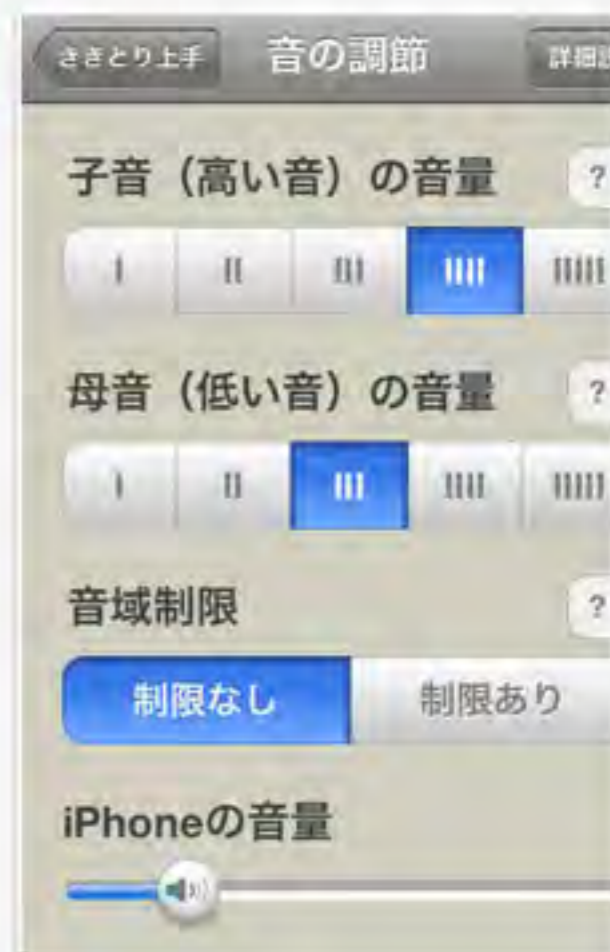 ききとり上手 音の調節 詳細
子音（高い音）の音量 ?
I II III IIII IIIII
母音（低い音）の音量 ?
I II III IIII IIIII
音域制限 ?
制限なし 制限あり
iPhoneの音量